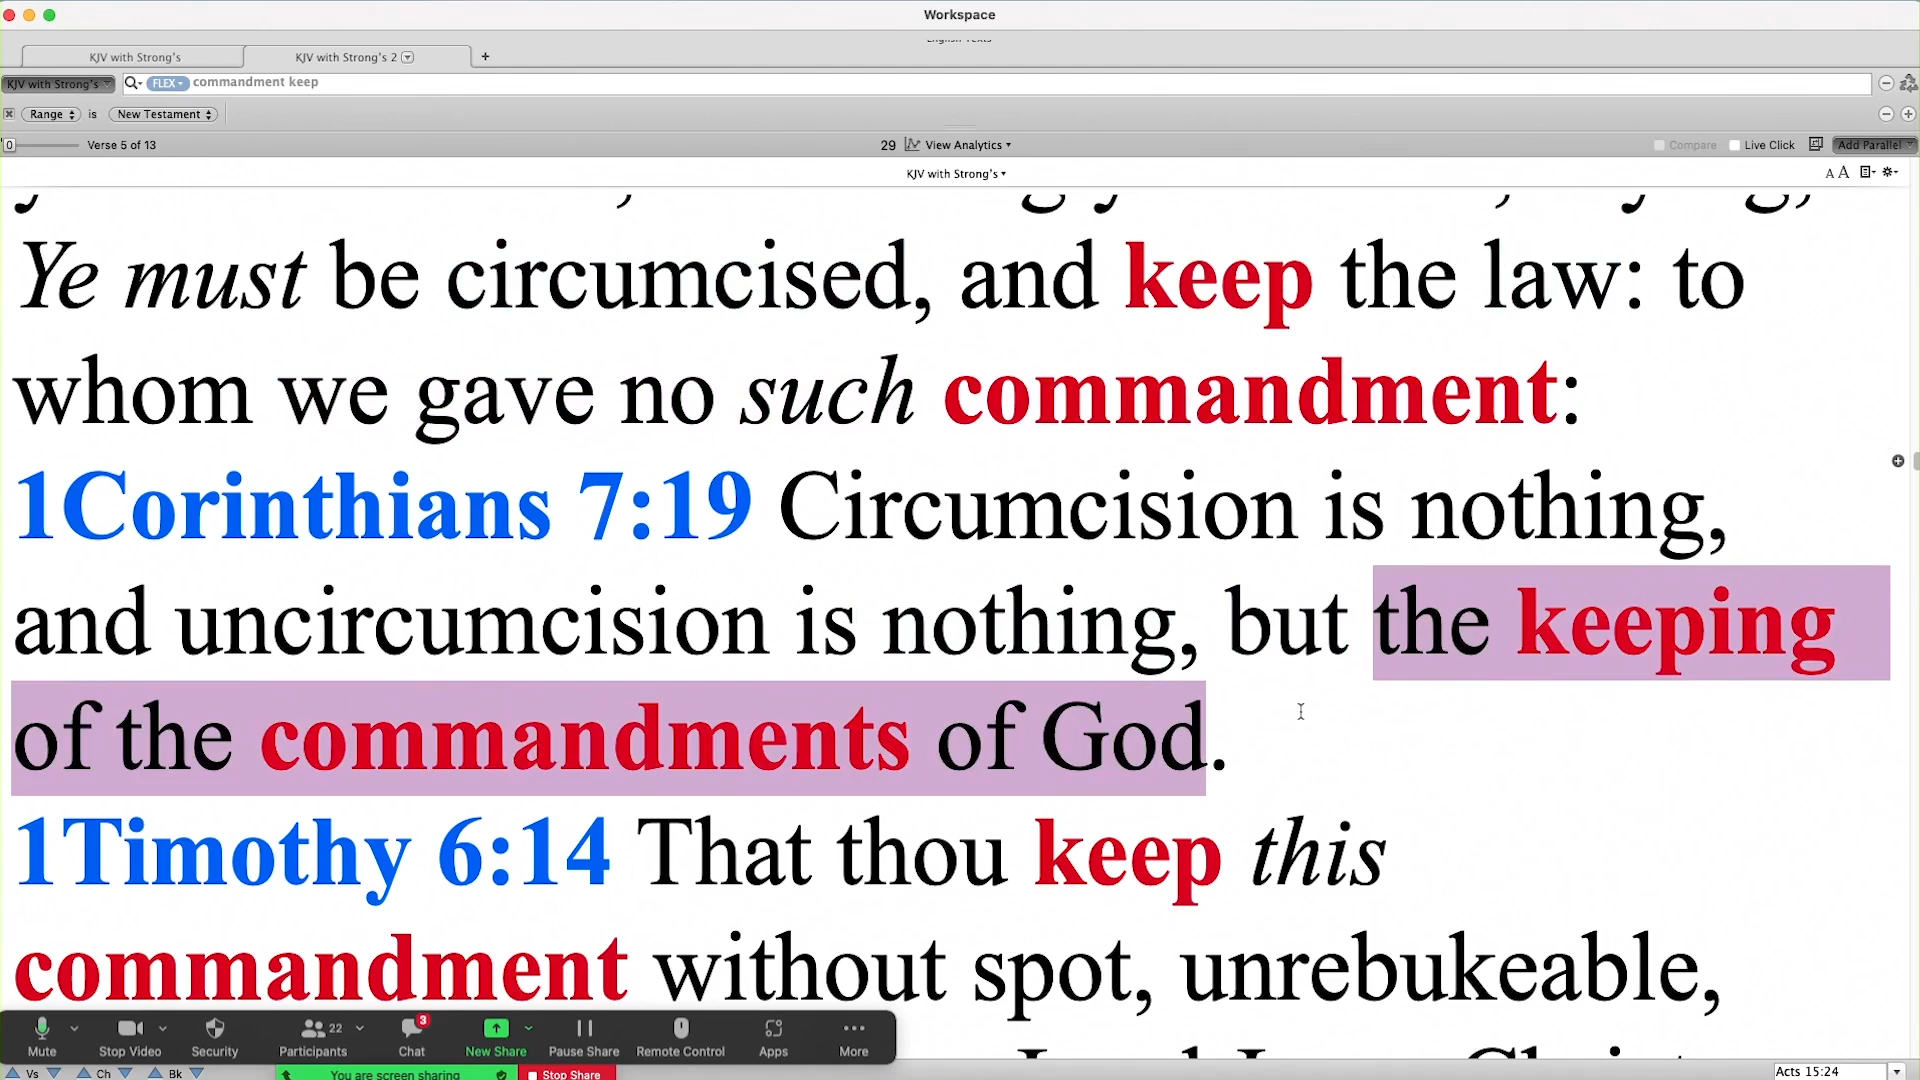 Workspace
English Texts
KJV with Strong's
KJV with Strong's 2
+
KJV with Strong's
FLEX
commandment keep
Range
is
New Testament
0
Verse 5 of 13
29
View Analytics
Compare
Live Click
Add Parallel
KJV with Strong's
A A
Ye must be circumcised, and keep the law: to
whom we gave no such commandment:
1Corinthians 7:19 Circumcision is nothing,
and uncircumcision is nothing, but the keeping
of the commandments of God.
1Timothy 6:14 That thou keep this
commandment without spot, unrebukeable,
Mute
Stop Video
Security
22
Participants
3
Chat
New Share
Pause Share
Remote Control
Apps
More
Vs
Ch
Bk
You are screen sharing
Stop Share
Acts 15:24